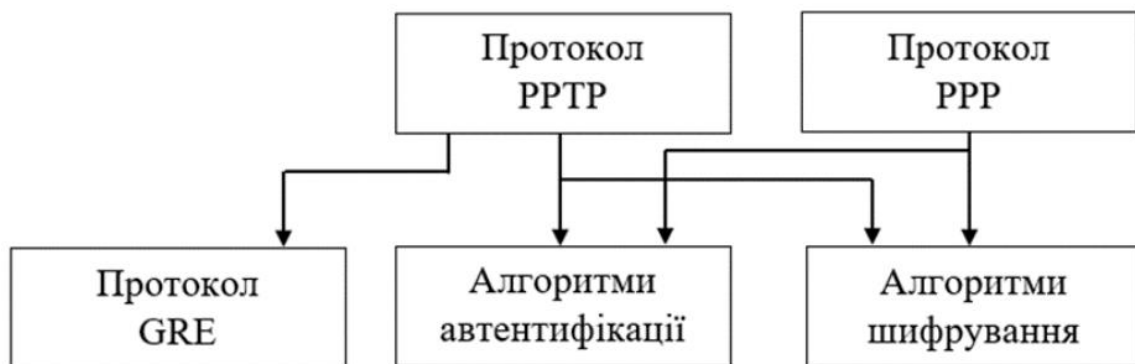 Протокол
PPTP
Протокол
PPP
Протокол
GRE
Алгоритми
автентифікації
Алгоритми
шифрування